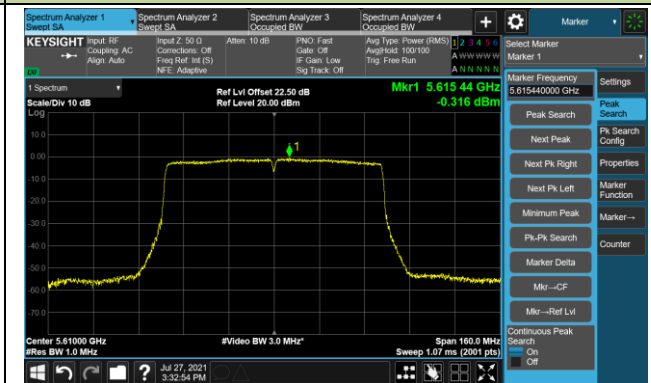 Spectrum Analyzer 1
Swept SA
Spectrum Analyzer 2
Swept SA
Spectrum Analyzer 3
Occupied BW
Spectrum Analyzer 4
Occupied BW
+
Marker
KEYSIGHT
Input: RF
Coupling: AC
Align: Auto
Input Z: 50 Ω
Corrections: Off
Freq Ref: Int (S)
NFE: Adaptive
Atten: 10 dB
PNO: Fast
Gate: Off
IF Gain: Low
Sig Track: Off
Avg Type: Power (RMS)
Avg|Hold: 100/100
Trig: Free Run
1 2 3 4 5 6
A W W W W W
A N N N N N
Select Marker
Marker 1
1 Spectrum
Scale/Div 10 dB
Log
Ref Lvl Offset 22.50 dB
Ref Level 20.00 dBm
Mkr1 5.615 44 GHz
-0.316 dBm
10.0
0.00
-10.0
-20.0
-30.0
-40.0
-50.0
-60.0
-70.0
1
Center 5.61000 GHz
#Res BW 1.0 MHz
#Video BW 3.0 MHz*
Span 160.0 MHz
Sweep 1.07 ms (2001 pts)
Marker Frequency
5.615440000 GHz
Peak Search
Next Peak
Next Pk Right
Next Pk Left
Minimum Peak
Pk-Pk Search
Marker Delta
Mkr→CF
Mkr→Ref Lvl
Continuous Peak
Search
On
Off
Settings
Peak
Search
Pk Search
Config
Properties
Marker
Function
Marker→
Counter
?
Jul 27, 2021
3:32:54 PM